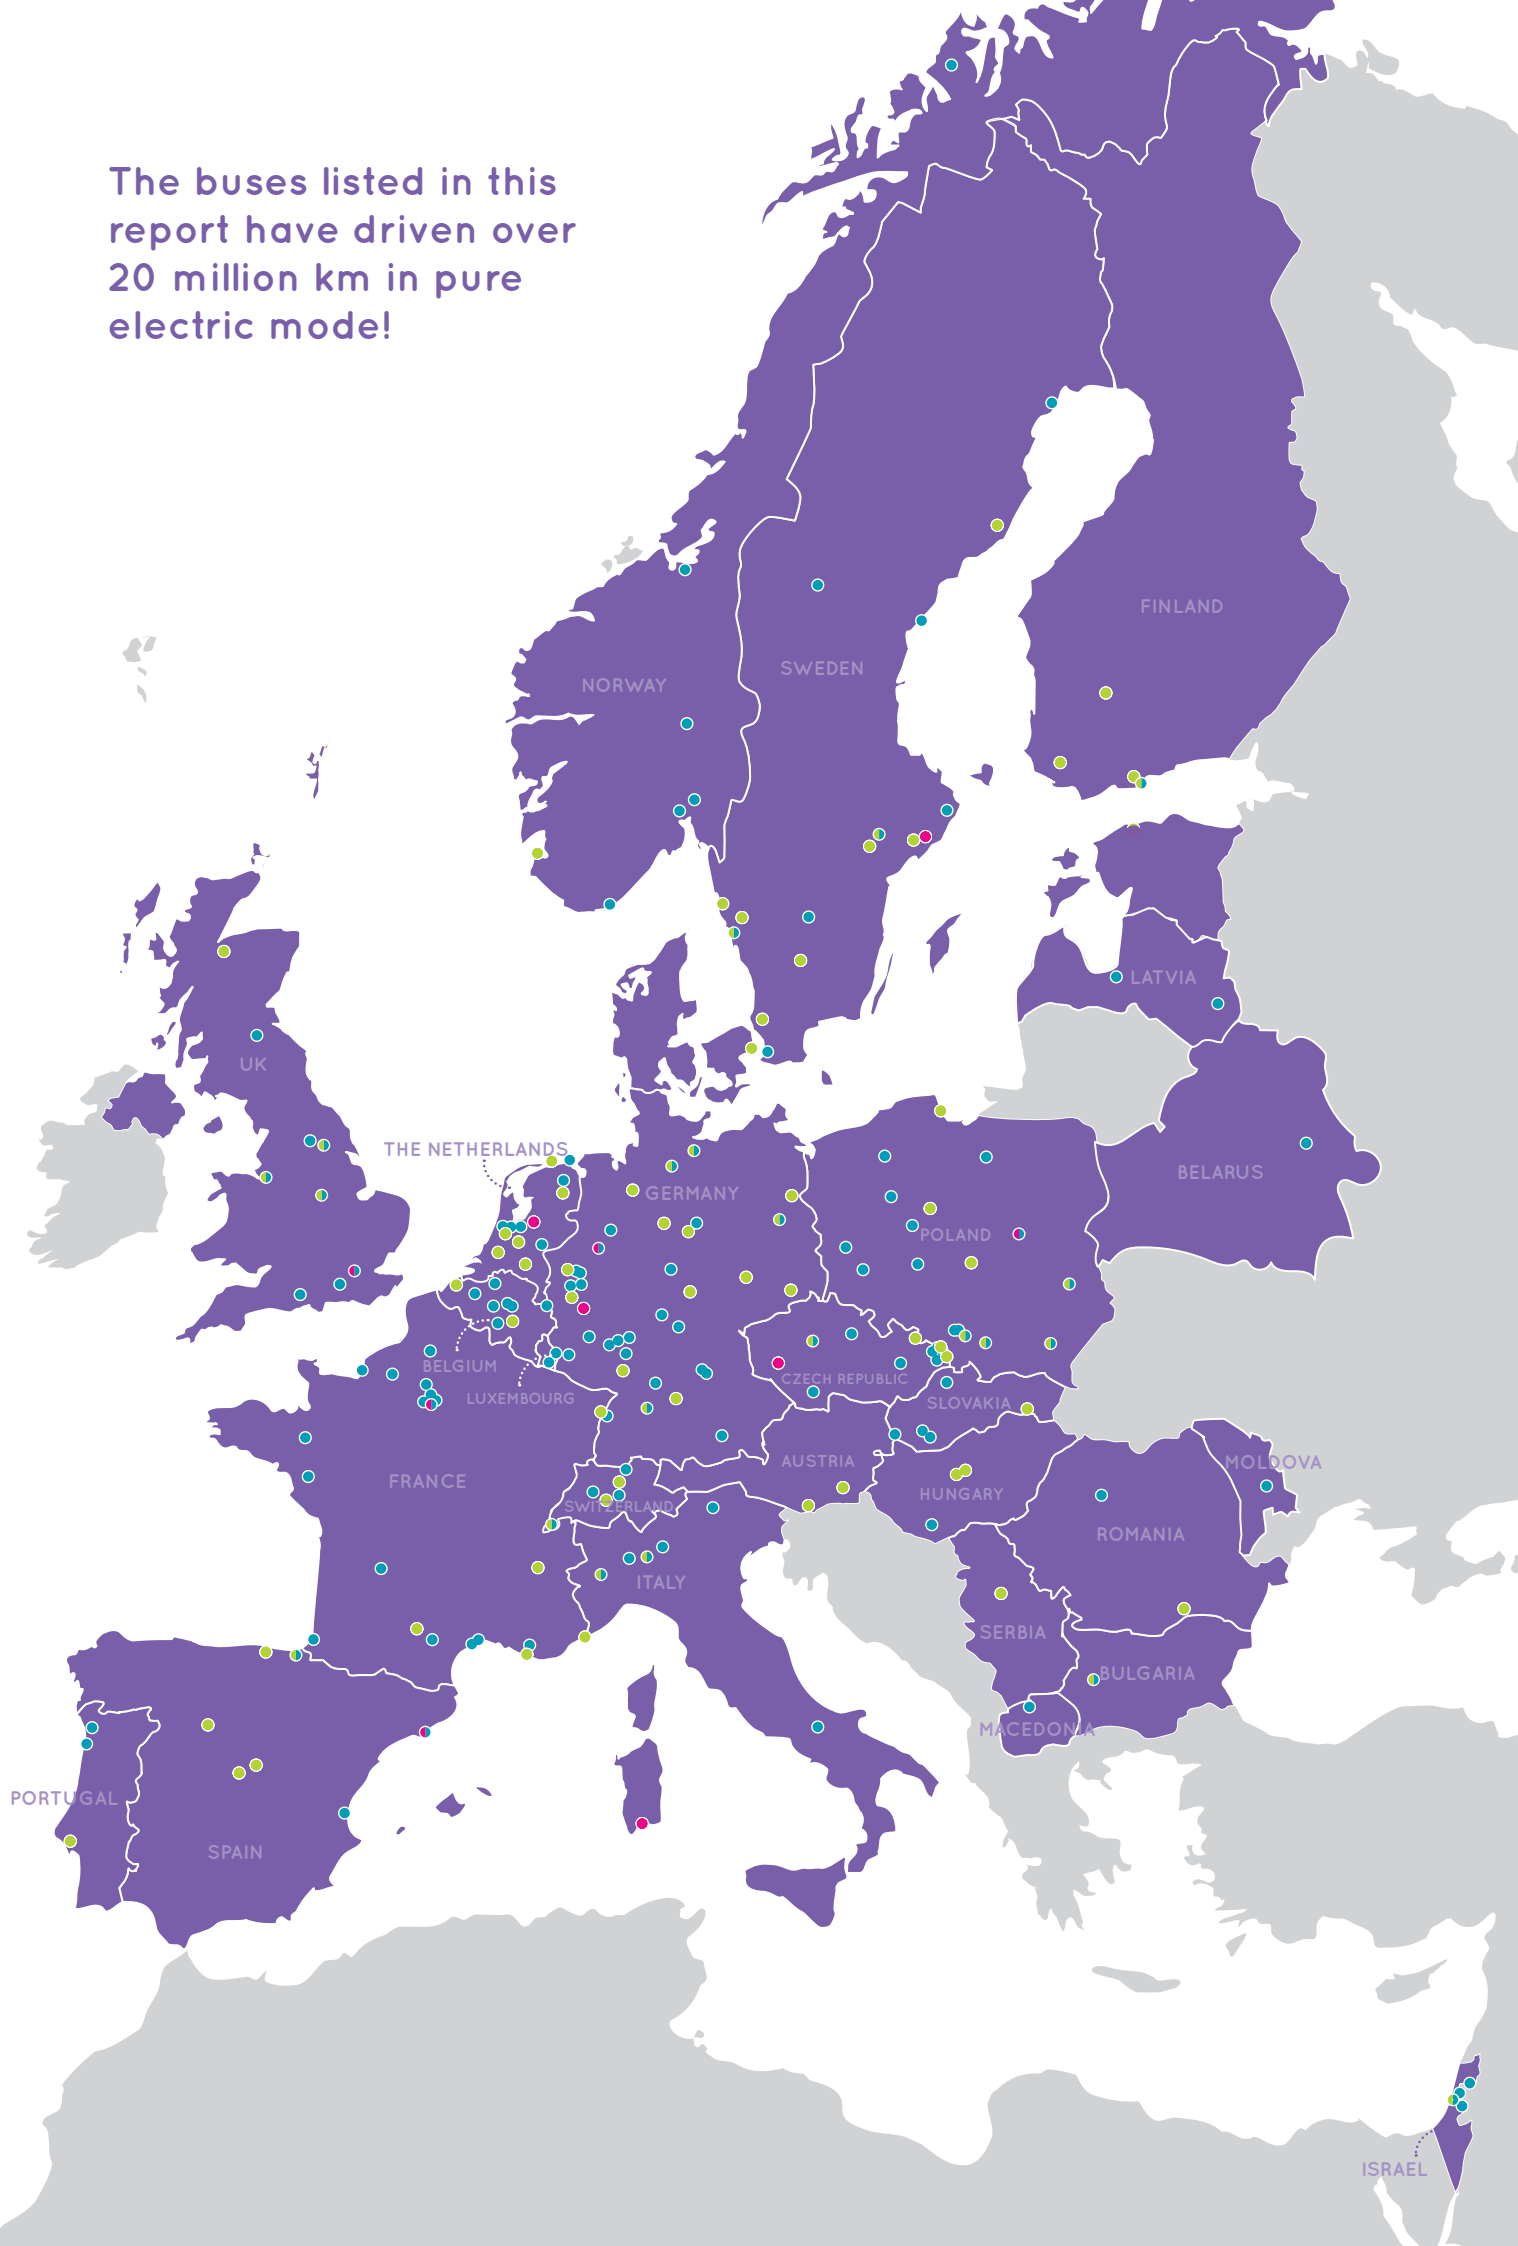 The buses listed in this
report have driven over
20 million km in pure
electric mode!
FINLAND
SWEDEN
NORWAY
LATVIA
UK
THE NETHERLANDS
BELARUS
GERMANY
POLAND
BELGIUM
CZECH REPUBLIC
LUXEMBOURG
SLOVAKIA
AUSTRIA
MOLDOVA
FRANCE
HUNGARY
SWITZERLAND
ROMANIA
ITALY
SERBIA
BULGARIA
MACEDONIA
PORTUGAL
SPAIN
ISRAEL